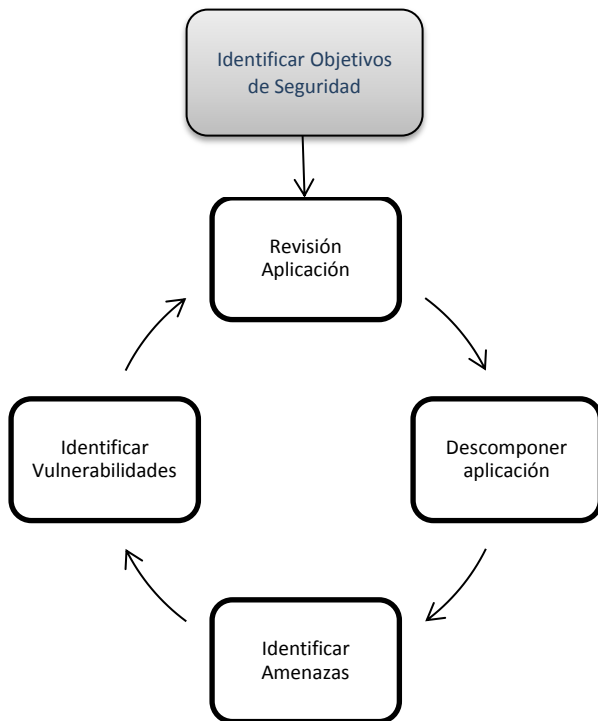 Identificar Objetivos
de Seguridad
Revisión
Aplicación
Descomponer
aplicación
Identificar
Amenazas
Identificar
Vulnerabilidades